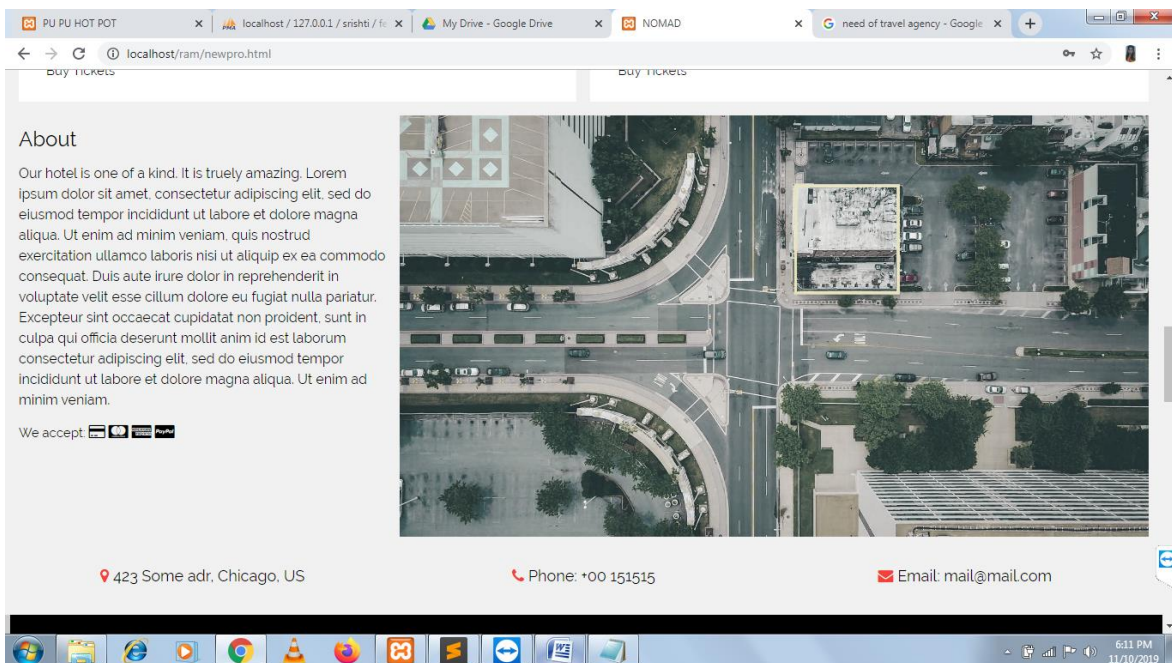 PU PU HOT POT
localhost / 127.0.0.1 / srishti / fe
My Drive - Google Drive
NOMAD
need of travel agency - Google
localhost/ram/newpro.html
Buy Tickets
Buy Tickets
About
Our hotel is one of a kind. It is truely amazing. Lorem
ipsum dolor sit amet, consectetur adipiscing elit, sed do
eiusmod tempor incididunt ut labore et dolore magna
aliqua. Ut enim ad minim veniam, quis nostrud
exercitation ullamco laboris nisi ut aliquip ex ea commodo
consequat. Duis aute irure dolor in reprehenderit in
voluptate velit esse cillum dolore eu fugiat nulla pariatur.
Excepteur sint occaecat cupidatat non proident, sunt in
culpa qui officia deserunt mollit anim id est laborum
consectetur adipiscing elit, sed do eiusmod tempor
incididunt ut labore et dolore magna aliqua. Ut enim ad
minim veniam.
We accept: PayPal
423 Some adr, Chicago, US
Phone: +00 151515
Email: mail@mail.com
6:11 PM
11/10/2019